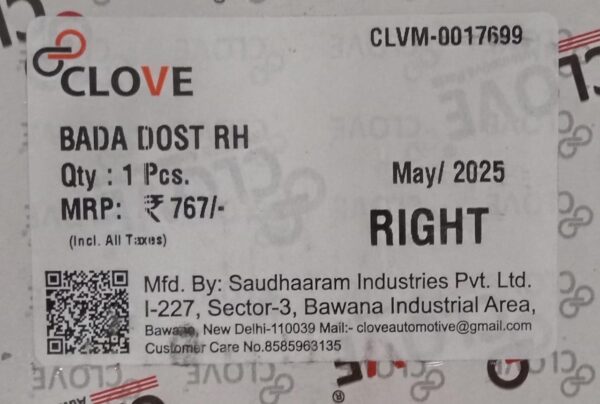 CLVM-0017699
CLOVE
BADA DOST RH
Qty : 1 Pcs.
May/ 2025
MRP: ₹ 767/-
RIGHT
(Incl. All Taxes)
Mfd. By: Saudhaaram Industries Pvt. Ltd.
I-227, Sector-3, Bawana Industrial Area,
Bawana, New Delhi-110039 Mail:- cloveautomotive@gmail.com
Customer Care No.8585963135